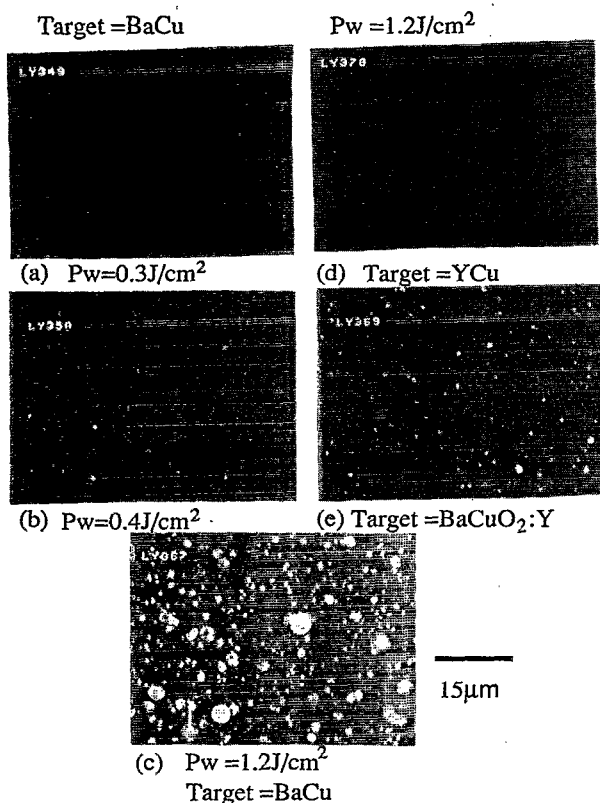 Target =BaCu
Pw =1.2J/cm²
LY349
LY370
(a) Pw=0.3J/cm²
(d) Target =YCu
LY350
LY369
(b) Pw=0.4J/cm²
(e) Target =BaCuO₂:Y
LY367
15μm
(c) Pw =1.2J/cm²
Target =BaCu